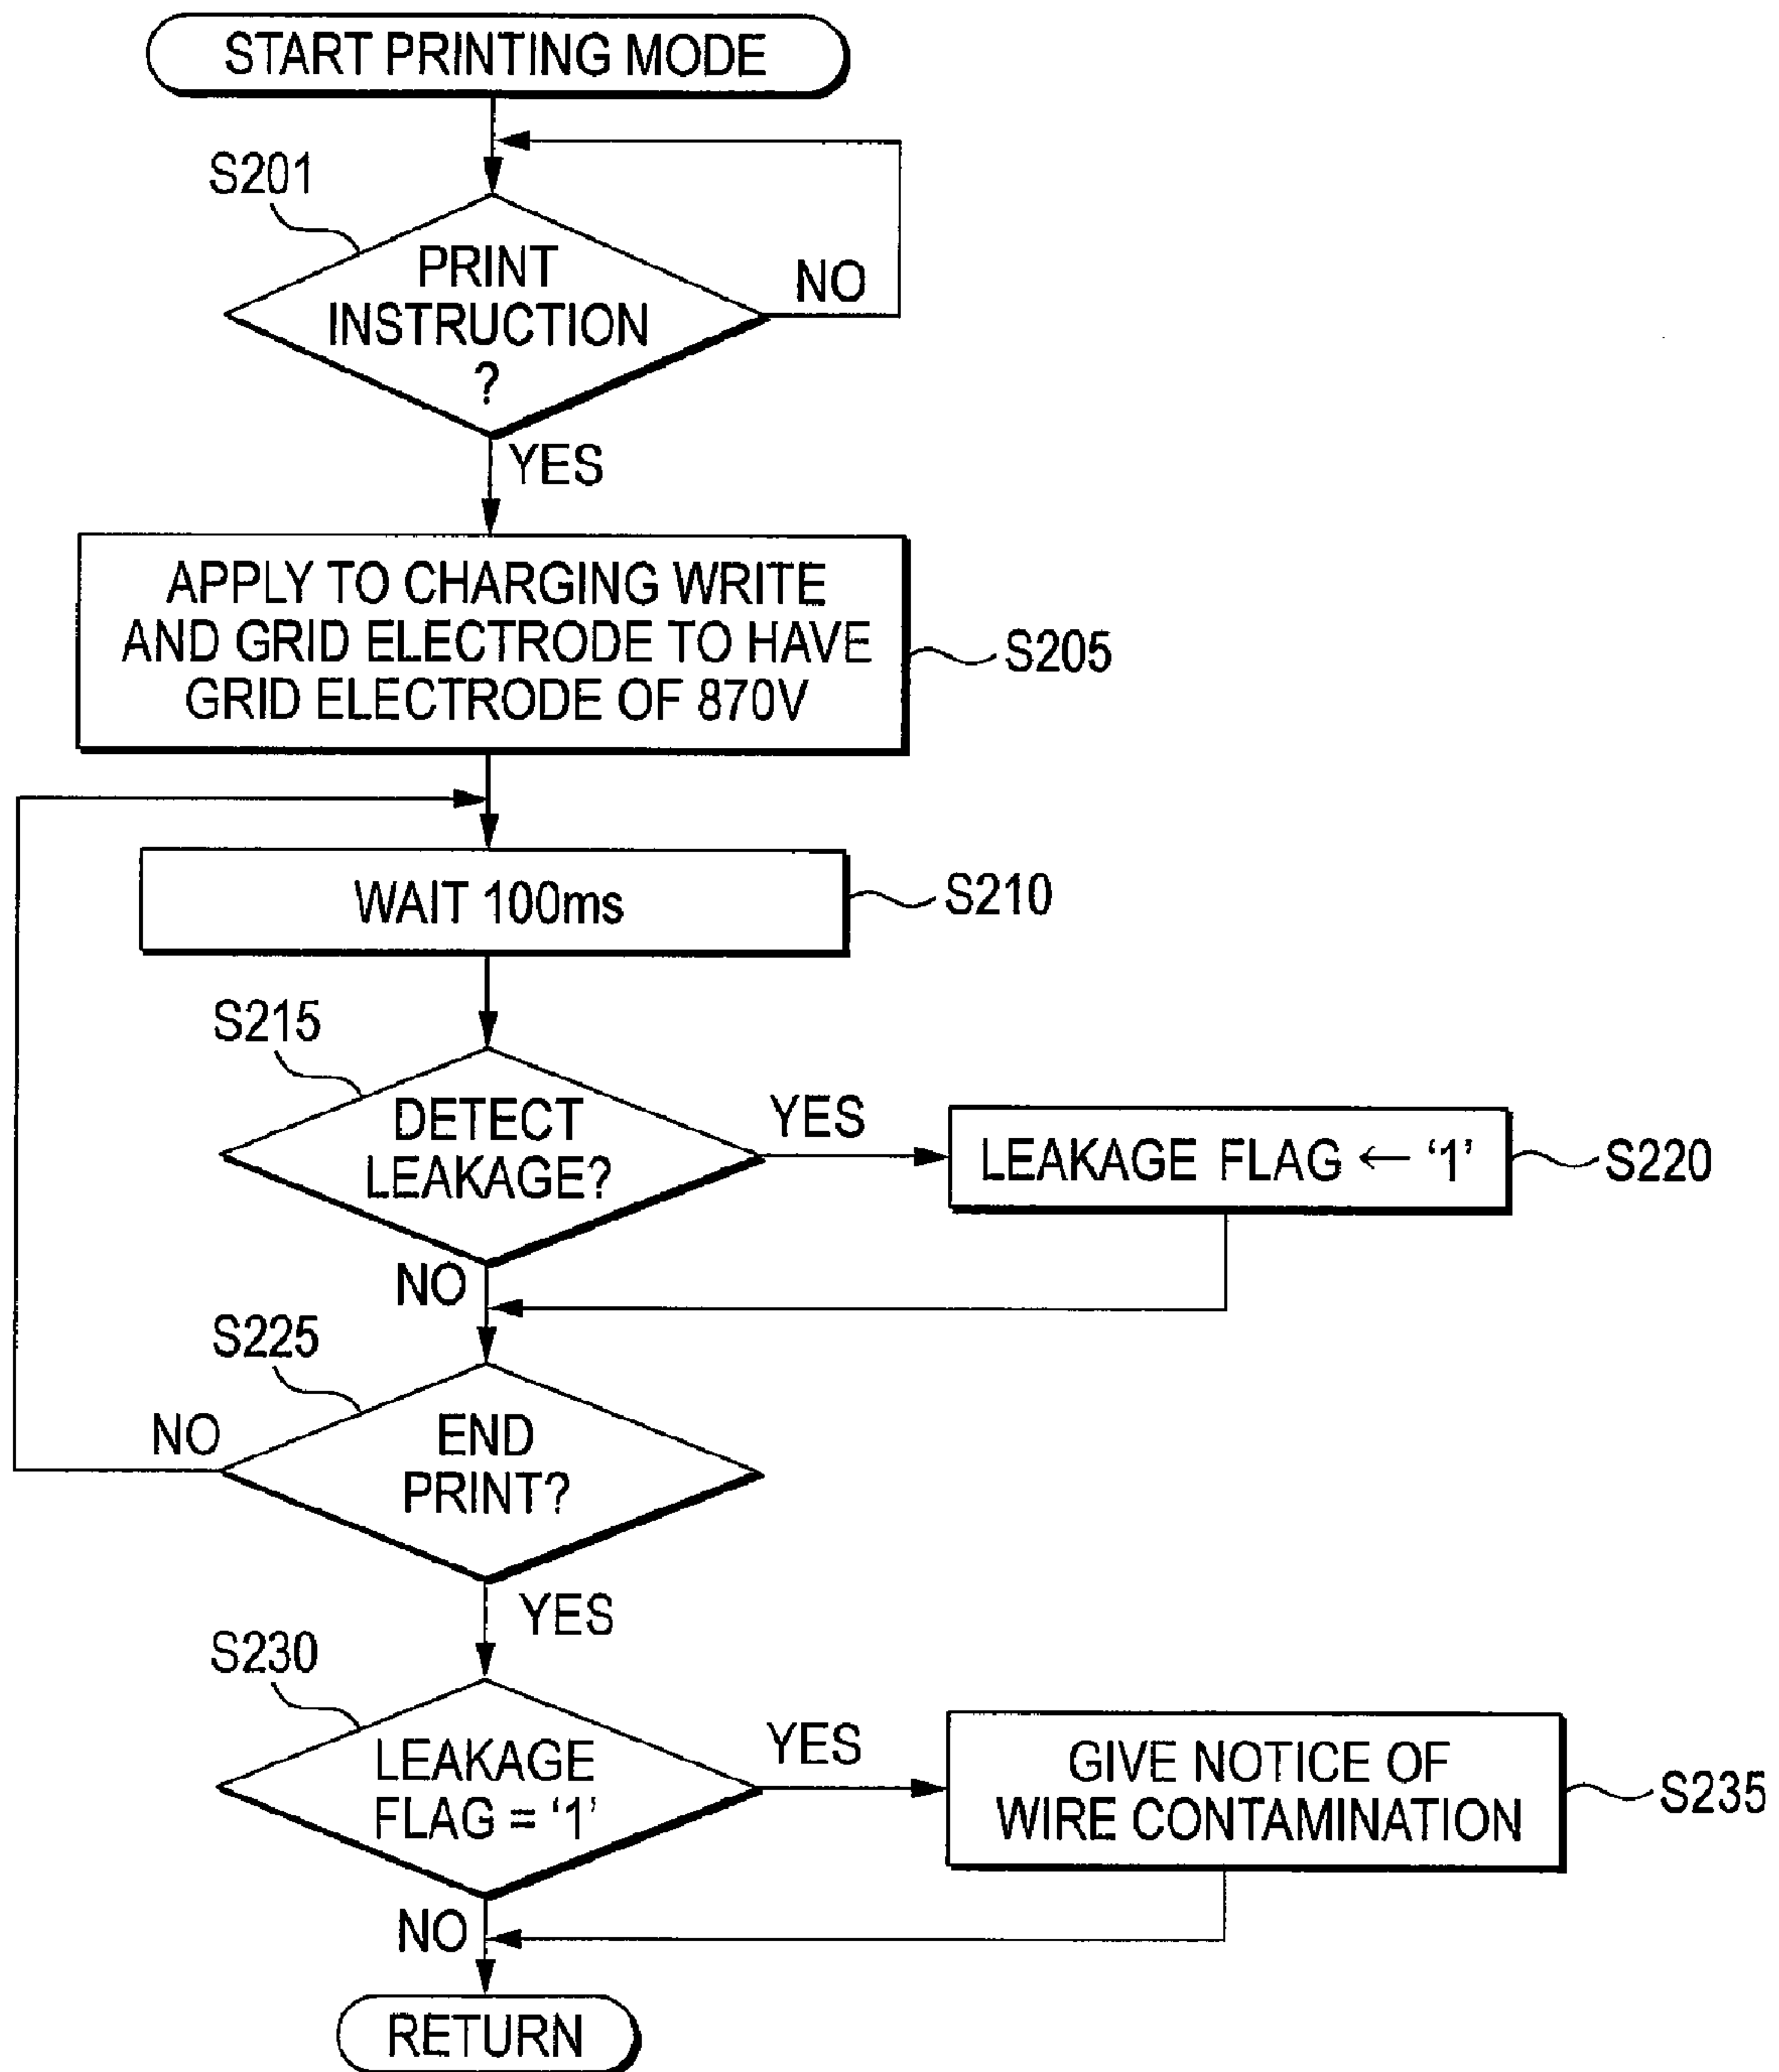 START PRINTING MODE
S201
PRINT
INSTRUCTION
?
NO
YES
APPLY TO CHARGING WRITE
AND GRID ELECTRODE TO HAVE
GRID ELECTRODE OF 870V
S205
WAIT 100ms
S210
S215
DETECT
LEAKAGE?
YES
LEAKAGE FLAG ← ‘1’
S220
NO
S225
END
PRINT?
NO
YES
S230
LEAKAGE
FLAG = ‘1’
YES
GIVE NOTICE OF
WIRE CONTAMINATION
S235
NO
RETURN